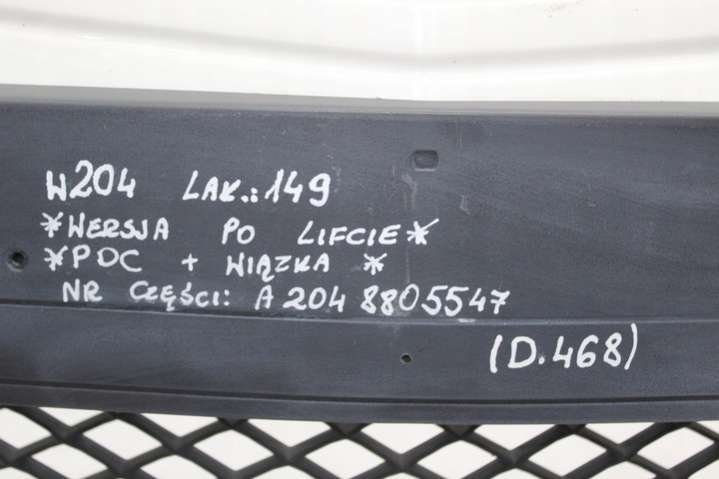 W204 LAK.: 149
*WERSJA PO LIFCIE*
*PDC + WIĄZKA *
NR CZĘŚCI: A 204 8805547
(D.468)